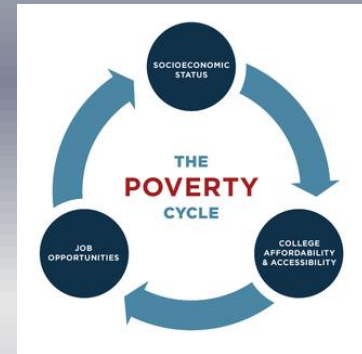 SOCIOECONOMIC
STATUS
THE
POVERTY
CYCLE
JOB
OPPORTUNITIES
COLLEGE
AFFORDABILITY
& ACCESSIBILITY